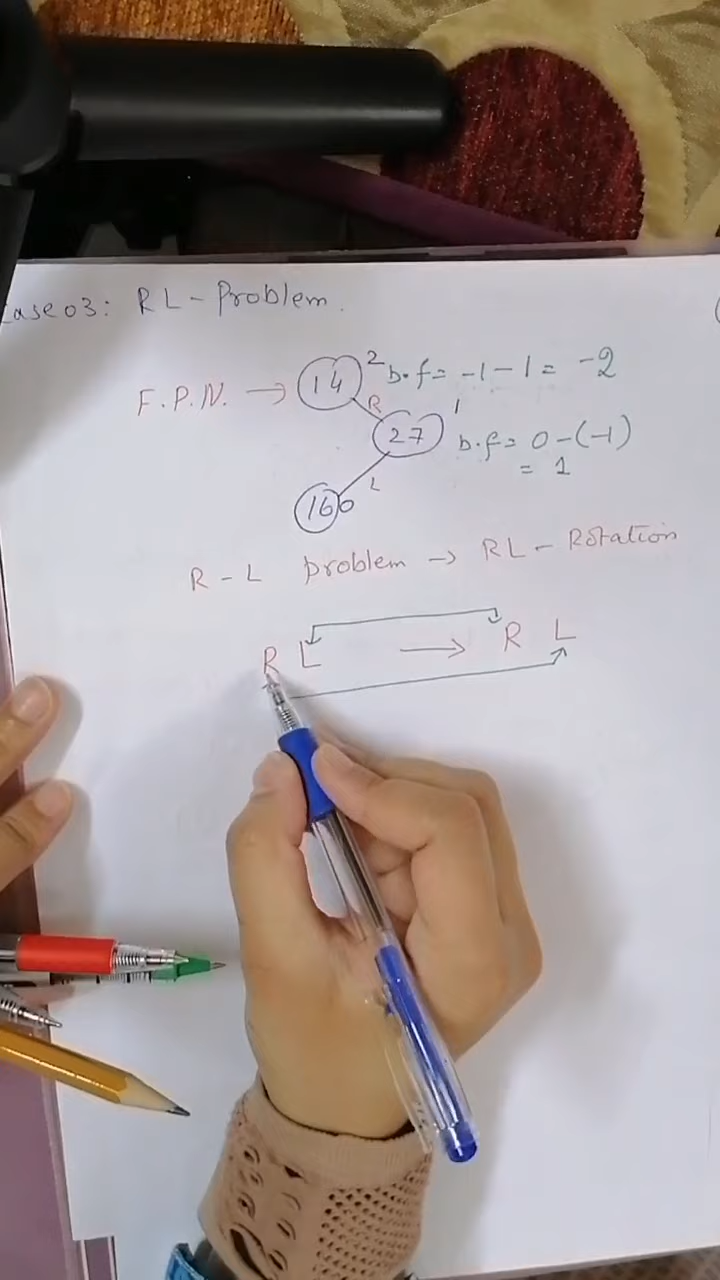 Case 03: RL - Problem.
F.P.N. → 14 2 b.f = -1 - 1 = -2
R
27 1 b.f = 0 - (-1)
= 1
L
16 0
R - L problem → RL - Rotation
R L → R L